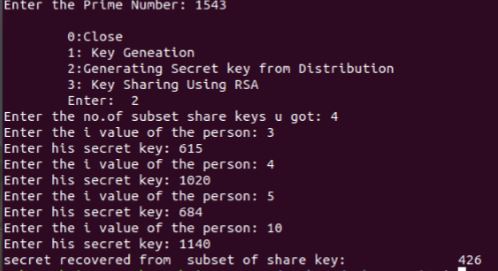 Enter the Prime Number: 1543
0:Close
1: Key Geneation
2:Generating Secret key from Distribution
3: Key Sharing Using RSA
Enter: 2
Enter the no.of subset share keys u got: 4
Enter the i value of the person: 3
Enter his secret key: 615
Enter the i value of the person: 4
Enter his secret key: 1020
Enter the i value of the person: 5
Enter his secret key: 684
Enter the i value of the person: 10
Enter his secret key: 1140
secret recovered from subset of share key: 426